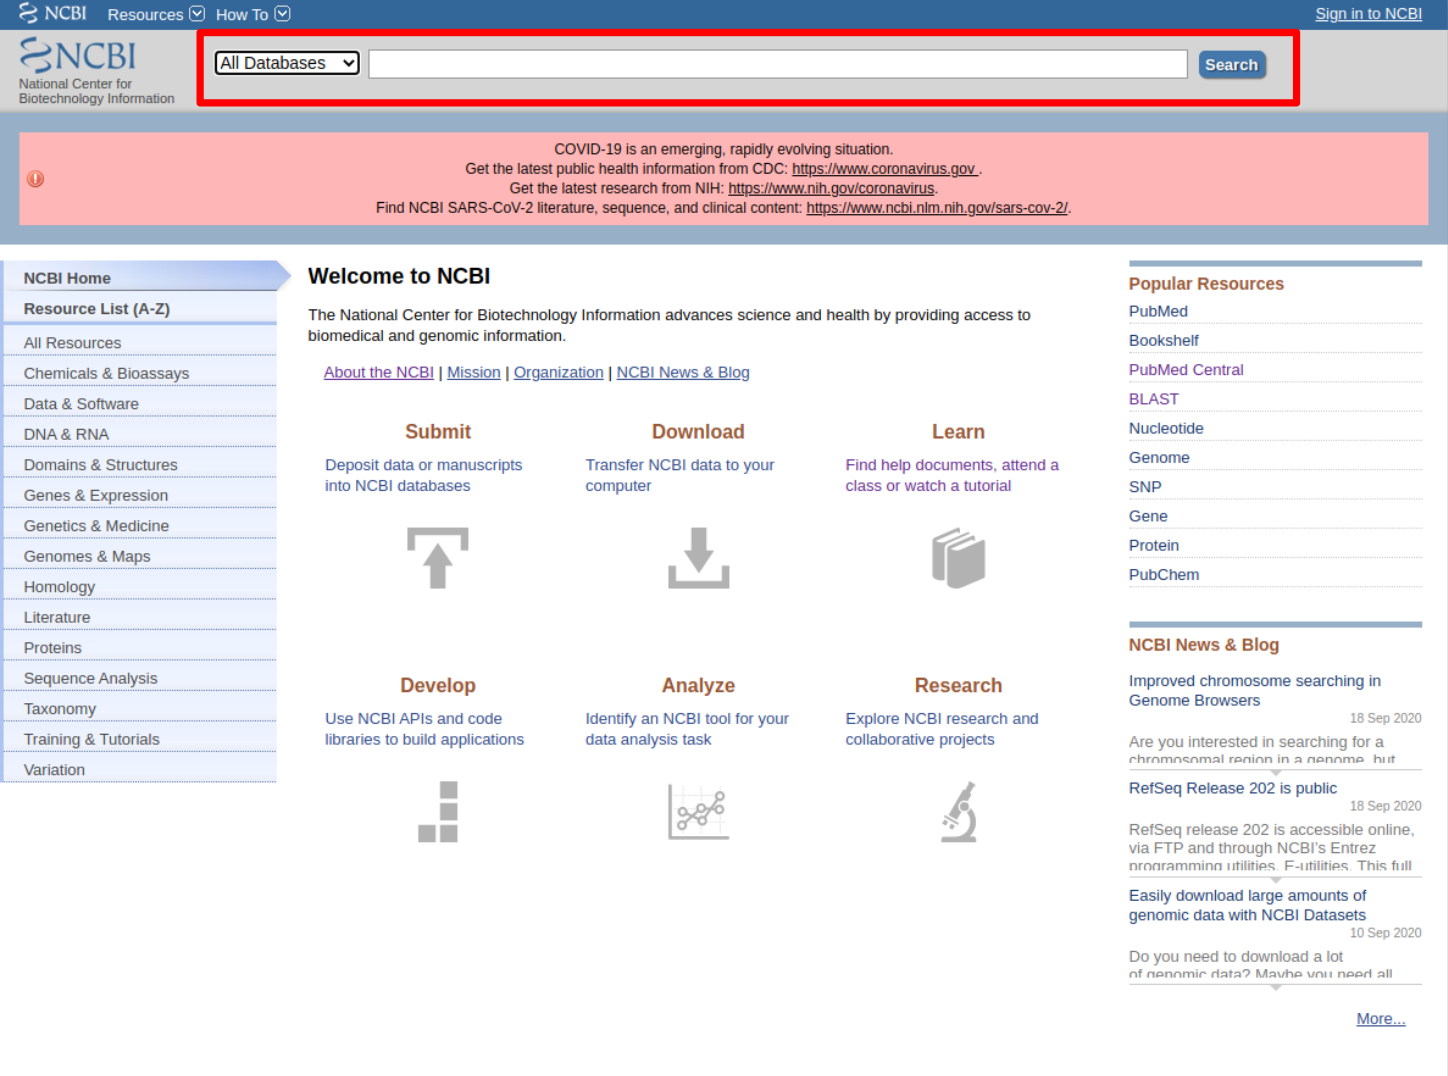 NCBI Resources How To Sign in to NCBI
NCBI
National Center for
Biotechnology Information
All Databases Search
COVID-19 is an emerging, rapidly evolving situation.
Get the latest public health information from CDC: https://www.coronavirus.gov .
Get the latest research from NIH: https://www.nih.gov/coronavirus.
Find NCBI SARS-CoV-2 literature, sequence, and clinical content: https://www.ncbi.nlm.nih.gov/sars-cov-2/.
NCBI Home
Resource List (A-Z)
All Resources
Chemicals & Bioassays
Data & Software
DNA & RNA
Domains & Structures
Genes & Expression
Genetics & Medicine
Genomes & Maps
Homology
Literature
Proteins
Sequence Analysis
Taxonomy
Training & Tutorials
Variation
Welcome to NCBI
The National Center for Biotechnology Information advances science and health by providing access to
biomedical and genomic information.
About the NCBI | Mission | Organization | NCBI News & Blog
Submit
Deposit data or manuscripts
into NCBI databases
Download
Transfer NCBI data to your
computer
Learn
Find help documents, attend a
class or watch a tutorial
Develop
Use NCBI APIs and code
libraries to build applications
Analyze
Identify an NCBI tool for your
data analysis task
Research
Explore NCBI research and
collaborative projects
Popular Resources
PubMed
Bookshelf
PubMed Central
BLAST
Nucleotide
Genome
SNP
Gene
Protein
PubChem
NCBI News & Blog
Improved chromosome searching in
Genome Browsers
18 Sep 2020
Are you interested in searching for a
chromosomal region in a genome, but
RefSeq Release 202 is public
18 Sep 2020
RefSeq release 202 is accessible online,
via FTP and through NCBI's Entrez
programming utilities, E-utilities. This full
Easily download large amounts of
genomic data with NCBI Datasets
10 Sep 2020
Do you need to download a lot
of genomic data? Maybe you need all
More...